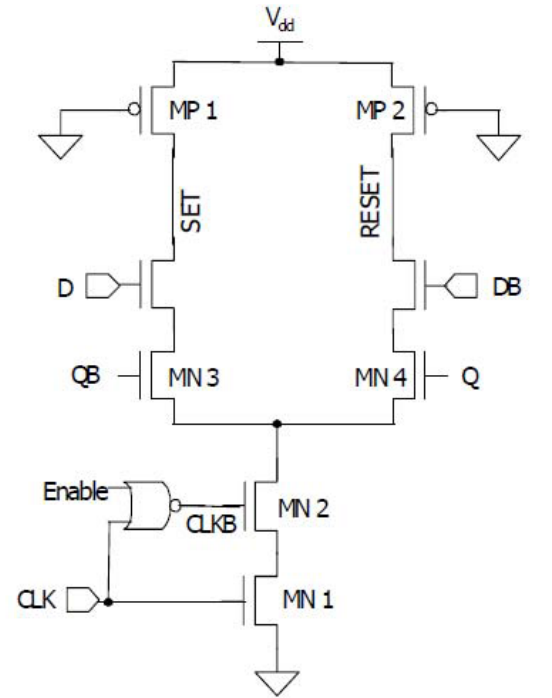 Vdd
MP 1
MP 2
SET
RESET
D
DB
QB
MN 3
MN 4
Q
Enable
CLKB
MN 2
CLK
MN 1